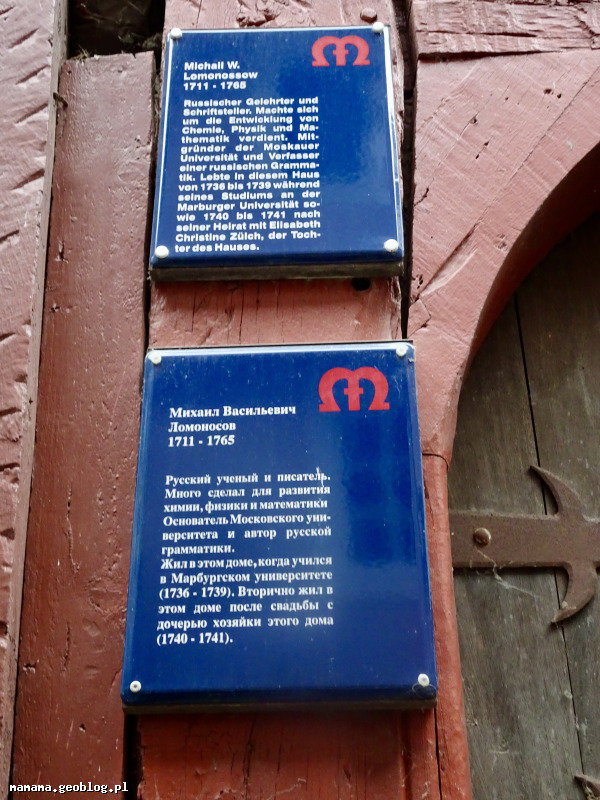 Michail W.
Lomonossow
1711 - 1765
Russischer Gelehrter und
Schriftsteller. Machte sich
um die Entwicklung von
Chemie, Physik und Ma-
thematik verdient. Mit-
gründer der Moskauer
Universität und Verfasser
einer russischen Gramma-
tik. Lebte in diesem Haus
von 1736 bis 1739 während
seines Studiums an der
Marburger Universität so-
wie 1740 bis 1741 nach
seiner Heirat mit Elisabeth
Christine Zülch, der Toch-
ter des Hauses.
Михаил Васильевич
Ломоносов
1711 - 1765
Русский ученый и писатель.
Много сделал для развития
химии, физики и математики
Основатель Московского уни-
верситета и автор русской
грамматики.
Жил в этом доме, когда учился
в Марбургском университете
(1736 - 1739). Вторично жил в
этом доме после свадьбы с
дочерью хозяйки этого дома
(1740 - 1741).
mamama.geoblog.pl